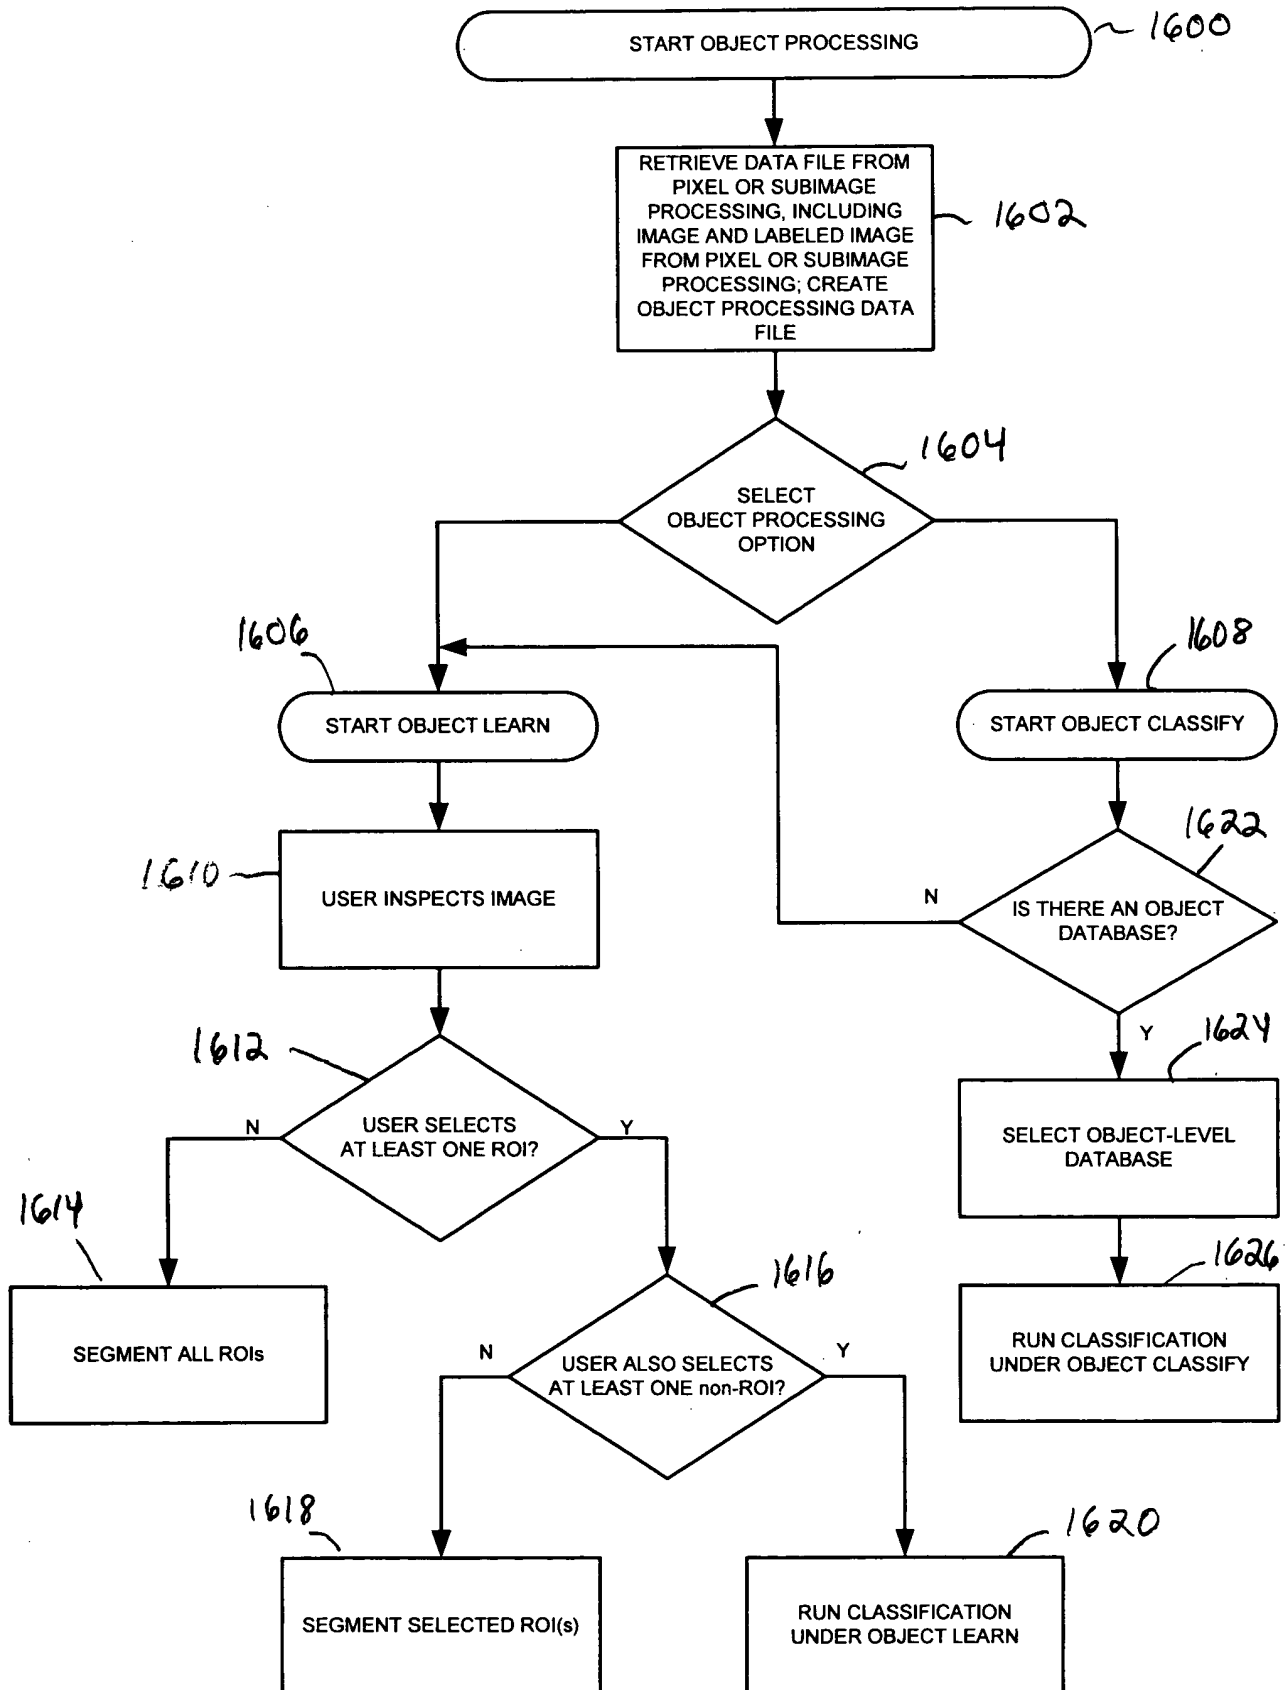 START OBJECT PROCESSING
1600
RETRIEVE DATA FILE FROM
PIXEL OR SUBIMAGE
PROCESSING, INCLUDING
IMAGE AND LABELED IMAGE
FROM PIXEL OR SUBIMAGE
PROCESSING; CREATE
OBJECT PROCESSING DATA
FILE
1602
1604
SELECT
OBJECT PROCESSING
OPTION
1606
1608
START OBJECT LEARN
START OBJECT CLASSIFY
1622
1610
USER INSPECTS IMAGE
N
IS THERE AN OBJECT
DATABASE?
Y
1624
1612
N
USER SELECTS
AT LEAST ONE ROI?
Y
SELECT OBJECT-LEVEL
DATABASE
1614
1616
1626
SEGMENT ALL ROIs
N
USER ALSO SELECTS
AT LEAST ONE non-ROI?
Y
RUN CLASSIFICATION
UNDER OBJECT CLASSIFY
1618
1620
SEGMENT SELECTED ROI(s)
RUN CLASSIFICATION
UNDER OBJECT LEARN